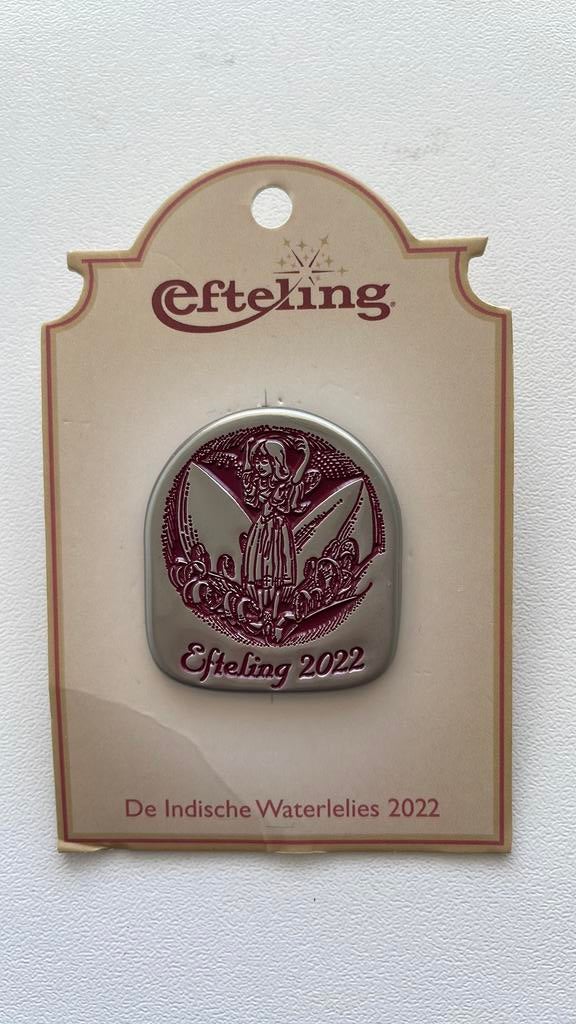 efteling®
Efteling 2022
De Indische Waterlelies 2022